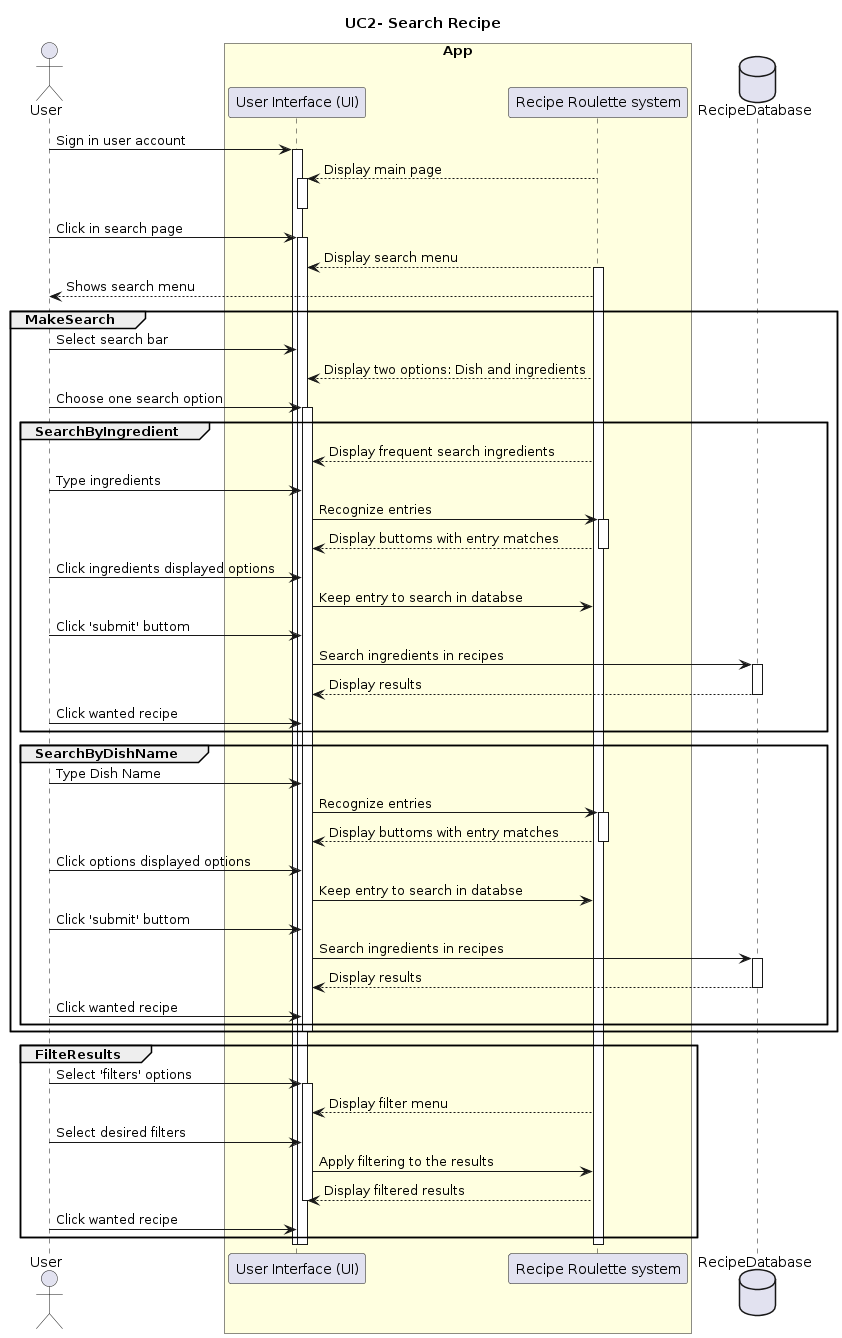 UC2- Search Recipe
App
User
User Interface (UI)
Recipe Roulette system
RecipeDatabase
Sign in user account
Display main page
Click in search page
Display search menu
Shows search menu
MakeSearch
Select search bar
Display two options: Dish and ingredients
Choose one search option
SearchByIngredient
Display frequent search ingredients
Type ingredients
Recognize entries
Display buttoms with entry matches
Click ingredients displayed options
Keep entry to search in databse
Click 'submit' buttom
Search ingredients in recipes
Display results
Click wanted recipe
SearchByDishName
Type Dish Name
Recognize entries
Display buttoms with entry matches
Click options displayed options
Keep entry to search in databse
Click 'submit' buttom
Search ingredients in recipes
Display results
Click wanted recipe
FilteResults
Select 'filters' options
Display filter menu
Select desired filters
Apply filtering to the results
Display filtered results
Click wanted recipe
User
User Interface (UI)
Recipe Roulette system
RecipeDatabase